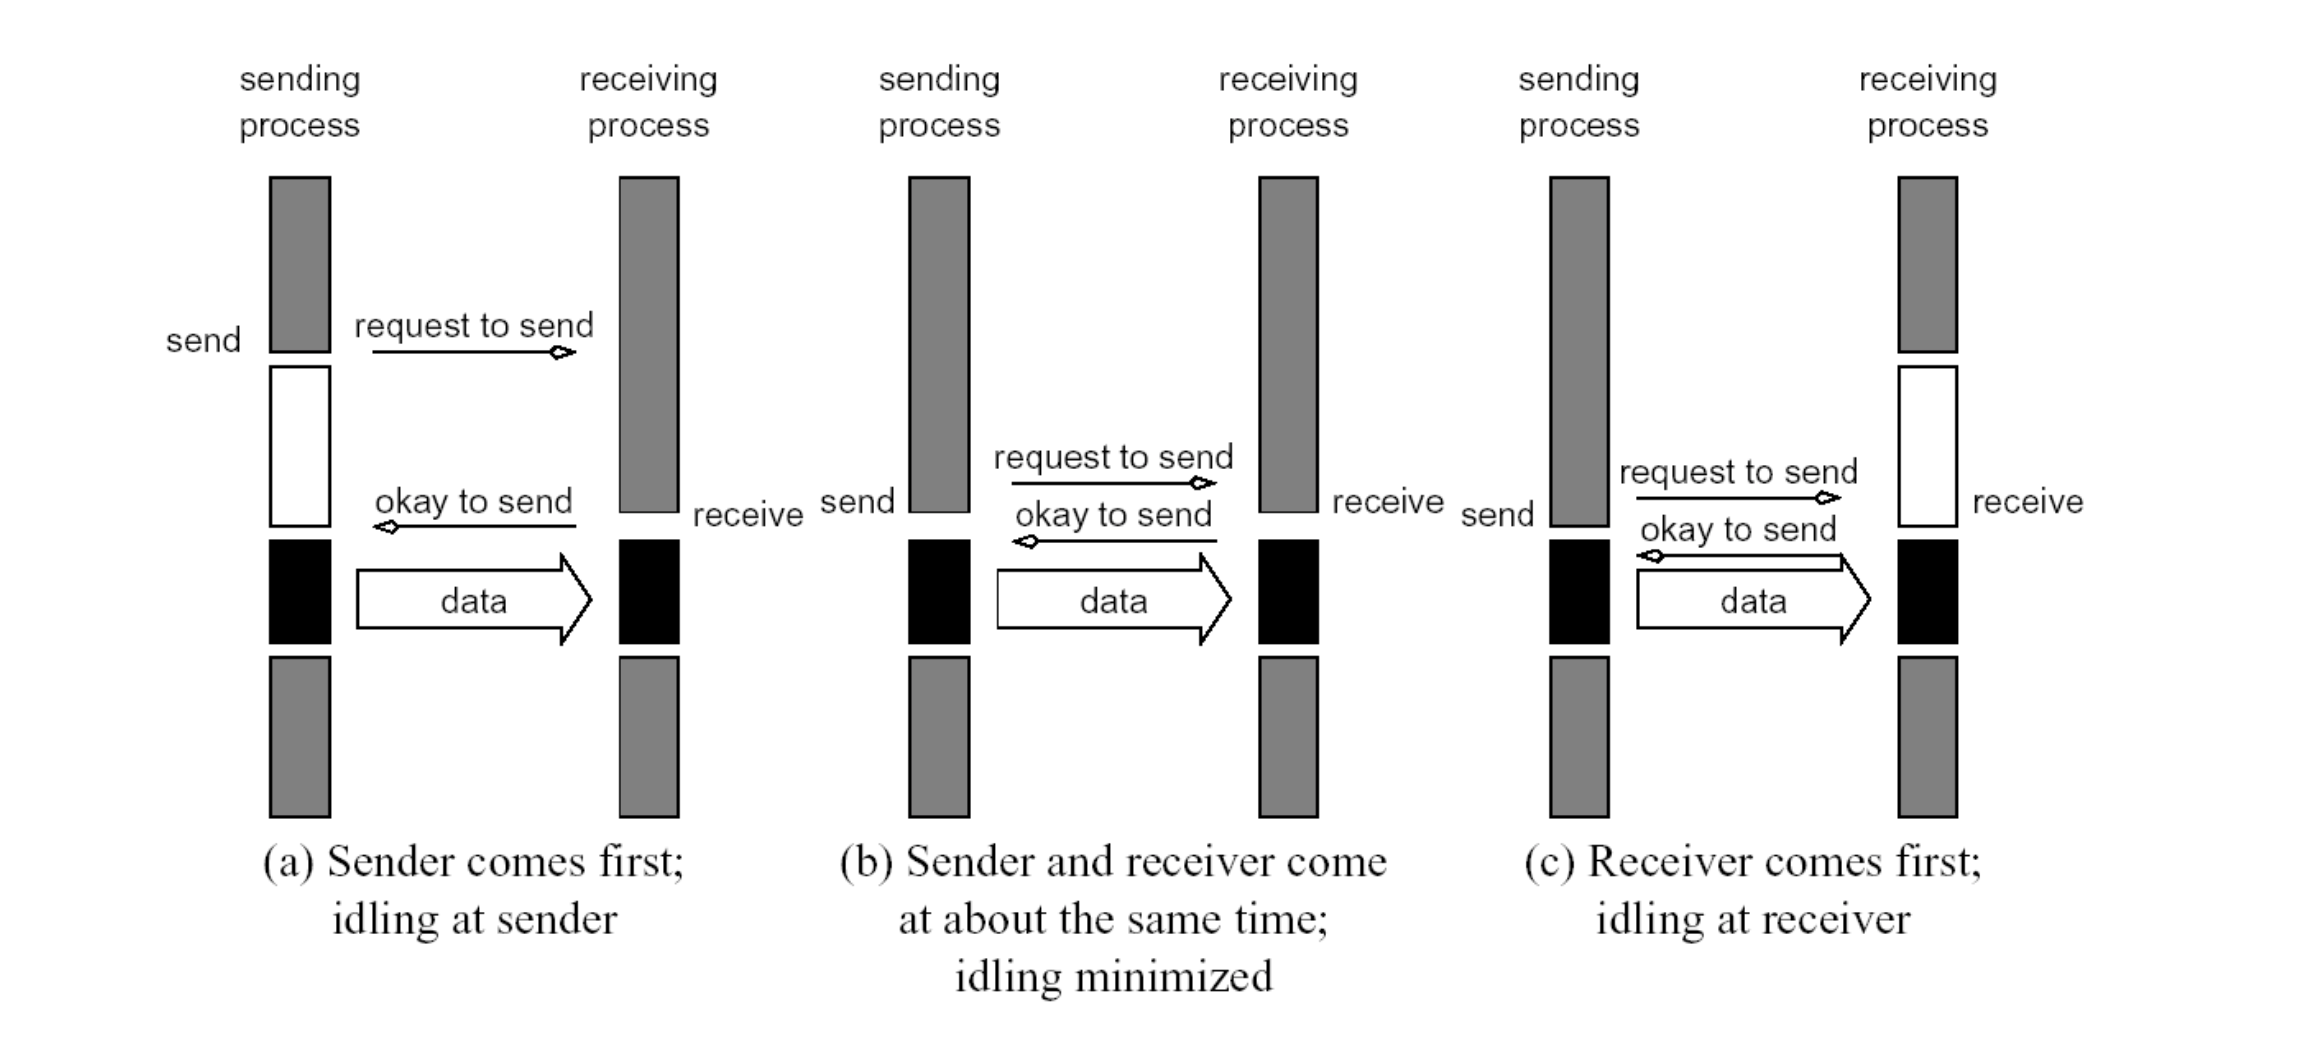 sending
process
receiving
process
send
request to send
okay to send
receive
data
(a) Sender comes first;
idling at sender
sending
process
receiving
process
send
request to send
okay to send
receive
data
(b) Sender and receiver come
at about the same time;
idling minimized
sending
process
receiving
process
send
request to send
okay to send
receive
data
(c) Receiver comes first;
idling at receiver